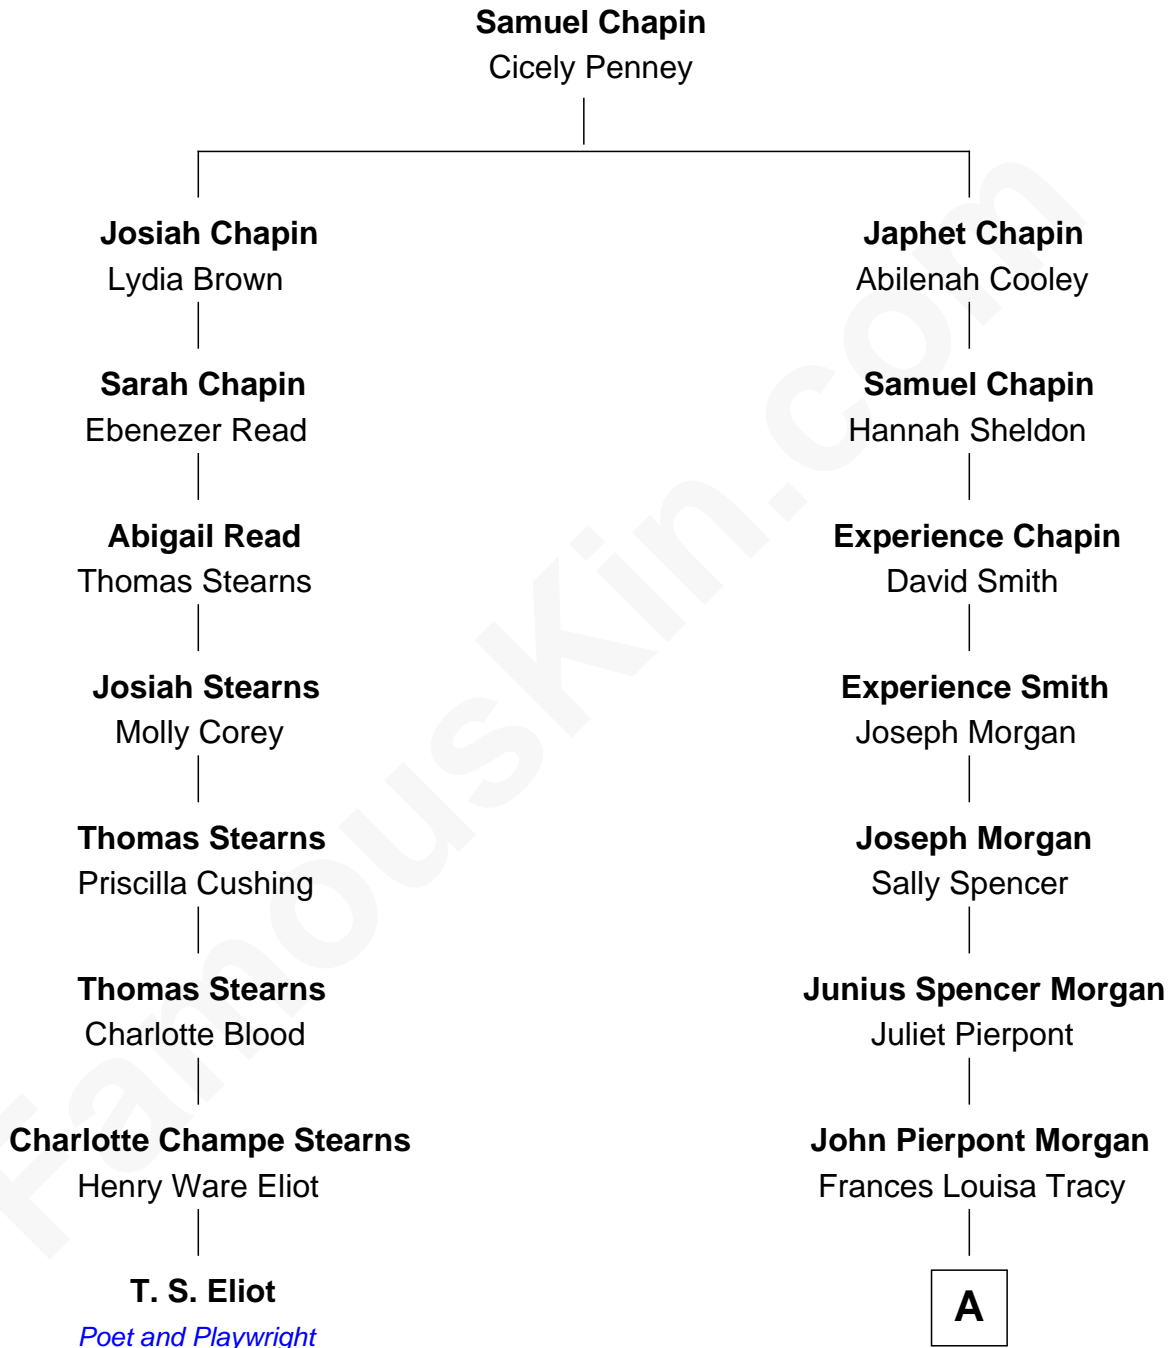 Samuel Chapin
Cicely Penney
Josiah Chapin
Lydia Brown
Japhet Chapin
Abilenah Cooley
Sarah Chapin
Ebenezer Read
Samuel Chapin
Hannah Sheldon
Abigail Read
Thomas Stearns
Experience Chapin
David Smith
Josiah Stearns
Molly Corey
Experience Smith
Joseph Morgan
Thomas Stearns
Priscilla Cushing
Joseph Morgan
Sally Spencer
Thomas Stearns
Charlotte Blood
Junius Spencer Morgan
Juliet Pierpont
Charlotte Champe Stearns
Henry Ware Eliot
John Pierpont Morgan
Frances Louisa Tracy
T. S. Eliot
Poet and Playwright
A
FamousKin.com